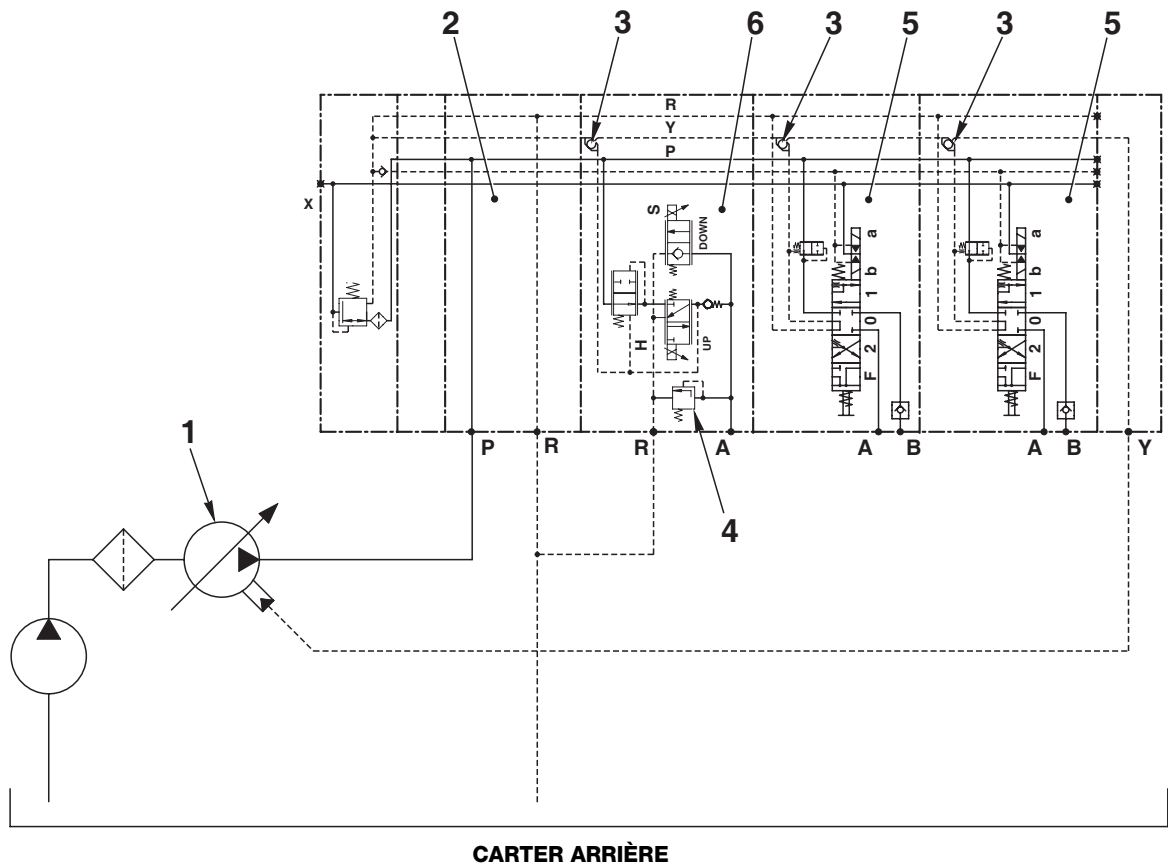 2 3 6 3 5 3 5
R
Y
P
x
S
DOWN
H
UP
a
b
1
0
2
F
a
b
1
0
2
F
P R R A A B A B Y
1
4
CARTER ARRIÈRE